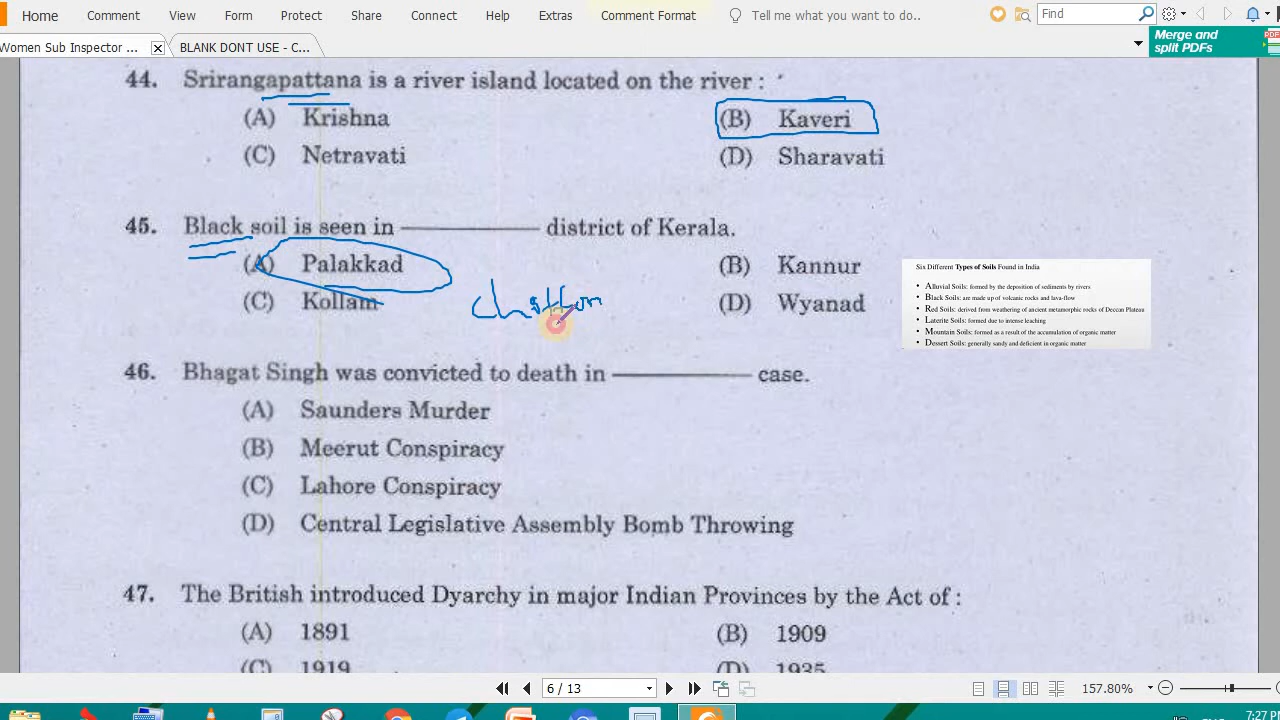 Home Comment View Form Protect Share Connect Help Extras Comment Format Tell me what you want to do.. Find
Women Sub Inspector ... BLANK DONT USE - C... Merge and
split PDFs
44. Srirangapattana is a river island located on the river :
(A) Krishna (B) Kaveri
(C) Netravati (D) Sharavati
45. Black soil is seen in ————— district of Kerala.
(A) Palakkad (B) Kannur
(C) Kollam (D) Wyanad
Six Different Types of Soils Found in India
• Alluvial Soils: formed by the deposition of sediments by rivers
• Black Soils: are made up of volcanic rocks and lava-flow
• Red Soils: derived from weathering of ancient metamorphic rocks of Deccan Plateau
• Laterite Soils: formed due to intense leaching
• Mountain Soils: formed as a result of the accumulation of organic matter
• Dessert Soils: generally sandy and deficient in organic matter
46. Bhagat Singh was convicted to death in ————— case.
(A) Saunders Murder
(B) Meerut Conspiracy
(C) Lahore Conspiracy
(D) Central Legislative Assembly Bomb Throwing
47. The British introduced Dyarchy in major Indian Provinces by the Act of :
(A) 1891 (B) 1909
(C) 1919 (D) 1935
6 / 13 157.80%
7:27 PM